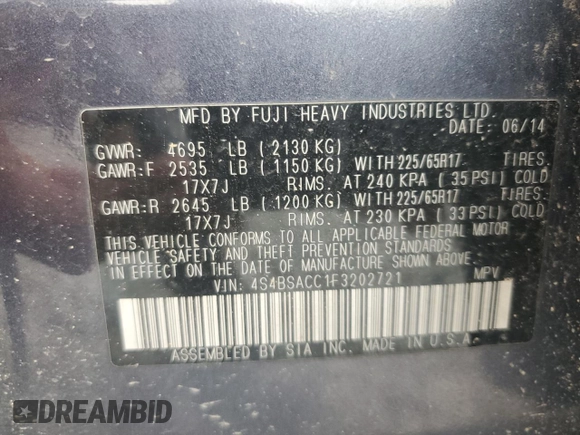 MFD BY FUJI HEAVY INDUSTRIES LTD.
DATE: 06/14
GVWR: 4695 LB ( 2130 KG)
GAWR:F 2535 LB ( 1150 KG) WITH 225/65R17 TIRES,
17X7J RIMS, AT 240 KPA ( 35 PSI) COLD
GAWR:R 2645 LB ( 1200 KG) WITH 225/65R17 TIRES,
17X7J RIMS, AT 230 KPA ( 33 PSI) COLD
THIS VEHICLE CONFORMS TO ALL APPLICABLE FEDERAL MOTOR
VEHICLE SAFETY AND THEFT PREVENTION STANDARDS IN EFFECT
ON THE DATE OF MANUFACTURE SHOWN ABOVE.
VIN: 4S4BSACC1F3202721 MPV
ASSEMBLED BY SIA INC. MADE IN U.S.A.
DREAMBID